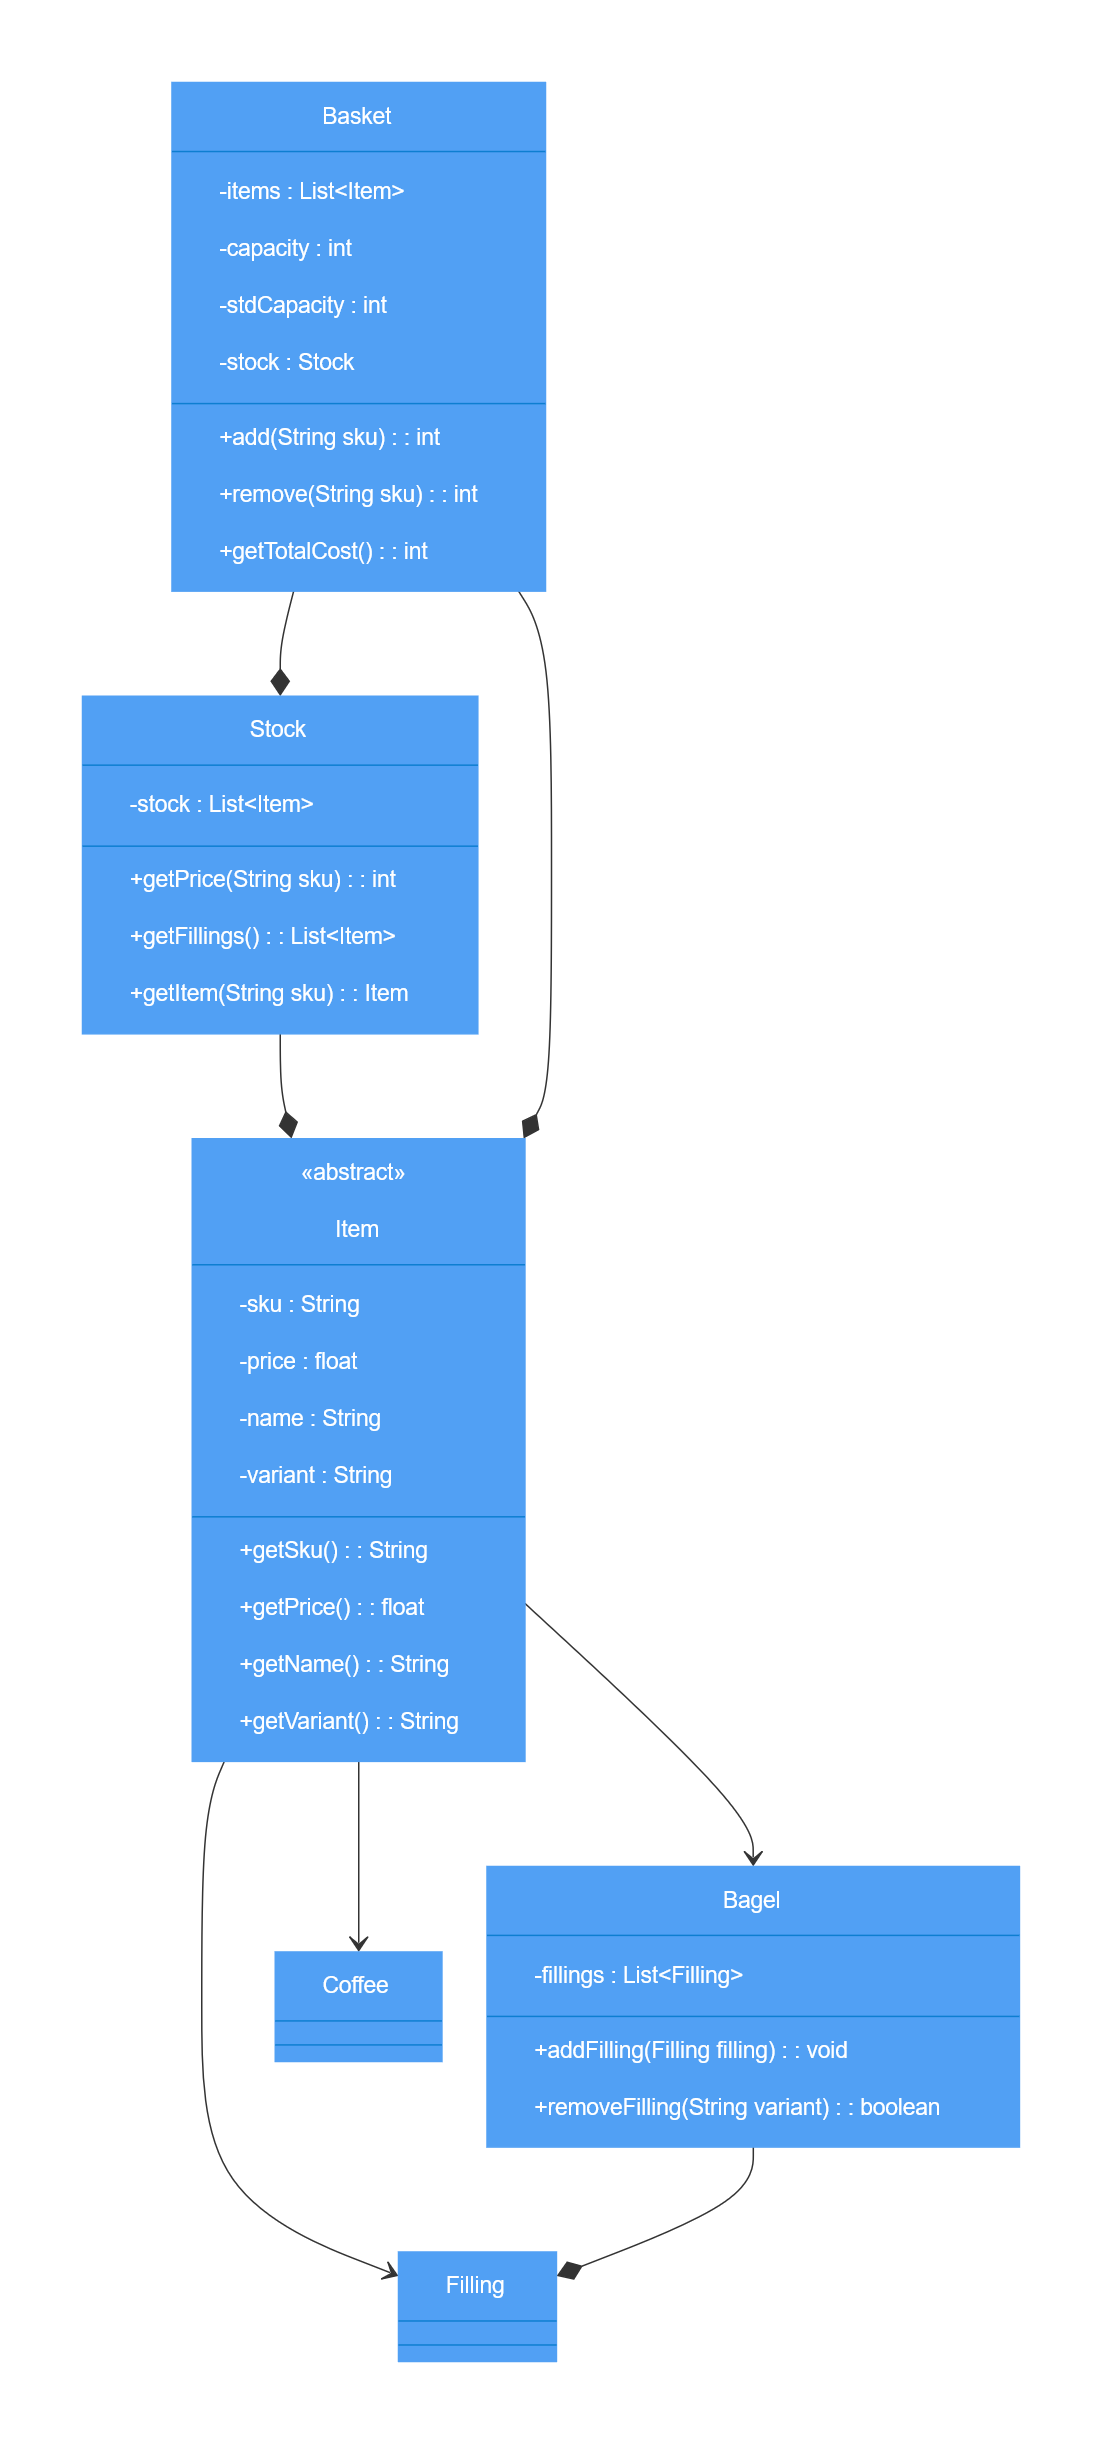 Basket
-items : List<Item>
-capacity : int
-stdCapacity : int
-stock : Stock
+add(String sku) : : int
+remove(String sku) : : int
+getTotalCost() : : int
Stock
-stock : List<Item>
+getPrice(String sku) : : int
+getFillings() : : List<Item>
+getItem(String sku) : : Item
«abstract»
Item
-sku : String
-price : float
-name : String
-variant : String
+getSku() : : String
+getPrice() : : float
+getName() : : String
+getVariant() : : String
Bagel
-fillings : List<Filling>
+addFilling(Filling filling) : : void
+removeFilling(String variant) : : boolean
Coffee
Filling